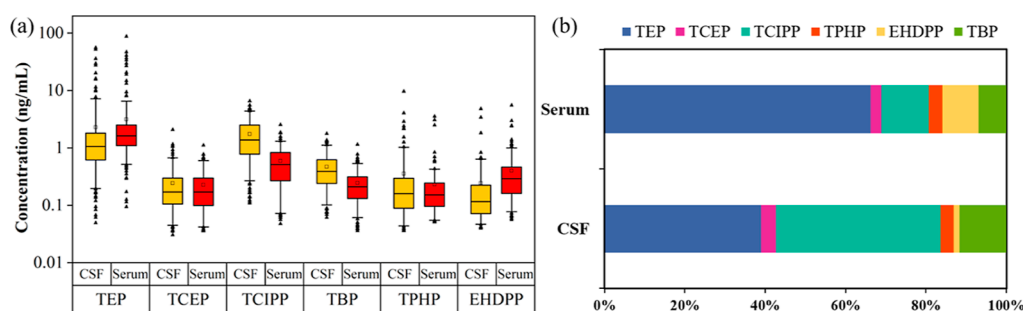 (a)
Concentration (ng/mL)
100
10
1
0.1
0.01
CSF Serum CSF Serum CSF Serum CSF Serum CSF Serum CSF Serum
TEP TCEP TCIPP TBP TPHP EHDPP
(b)
TEP TCEP TCIPP TPHP EHDPP TBP
Serum
CSF
0% 20% 40% 60% 80% 100%